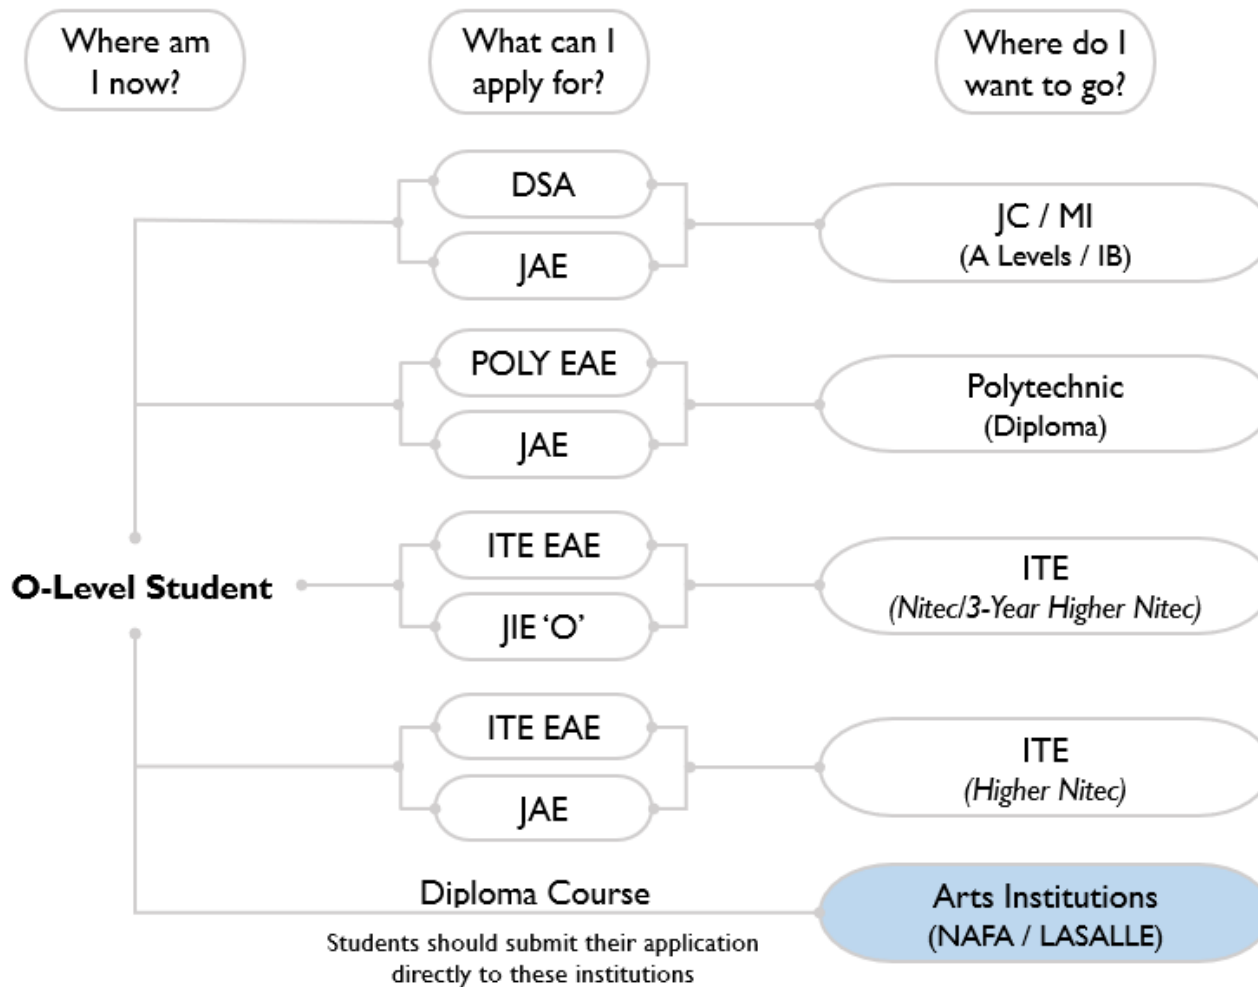 Where am
I now?
What can I
apply for?
Where do I
want to go?
DSA
JAE
JC / MI
(A Levels / IB)
POLY EAE
JAE
Polytechnic
(Diploma)
O-Level Student
ITE EAE
JIE ‘O’
ITE
(Nitec/3-Year Higher Nitec)
ITE EAE
JAE
ITE
(Higher Nitec)
Diploma Course
Students should submit their application
directly to these institutions
Arts Institutions
(NAFA / LASALLE)